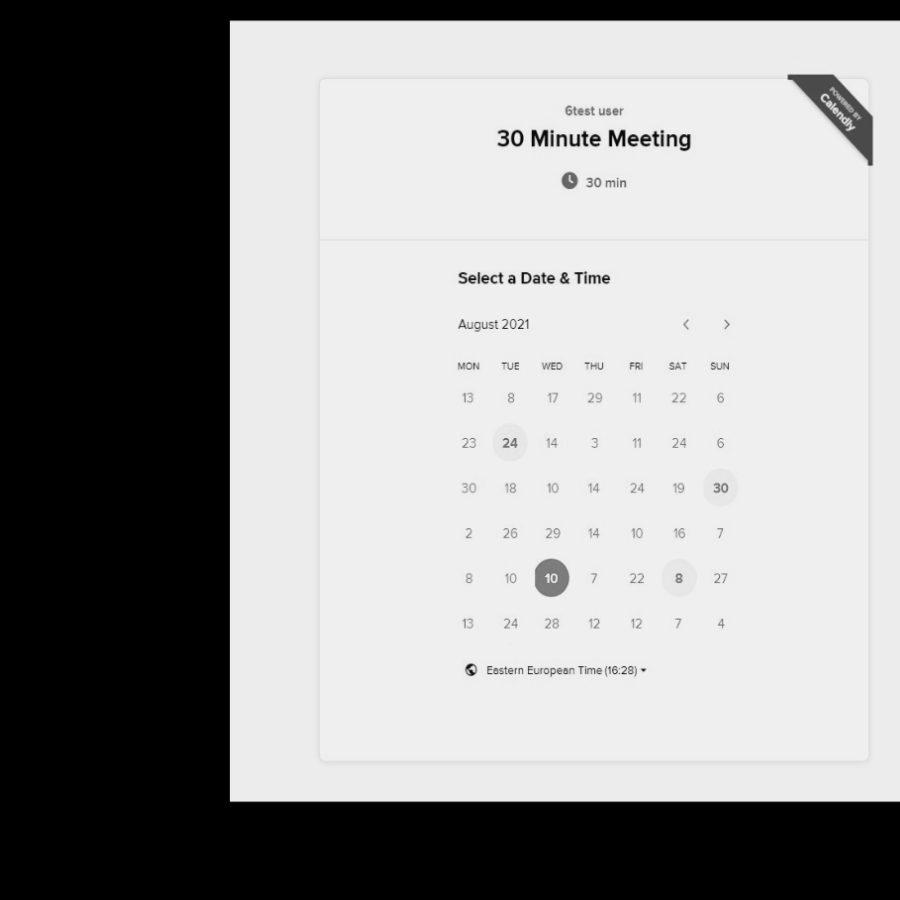 POWERED BY
Calendly
6test user
30 Minute Meeting
30 min
Select a Date & Time
August 2021
MON TUE WED THU FRI SAT SUN
13 8 17 29 11 22 6
23 24 14 3 11 24 6
30 18 10 14 24 19 30
2 26 29 14 10 16 7
8 10 10 7 22 8 27
13 24 28 12 12 7 4
Eastern European Time (16:28)